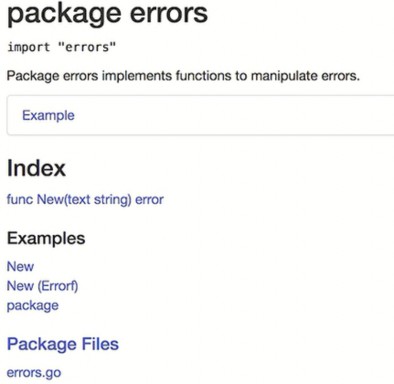 package errors
import "errors"
Package errors implements functions to manipulate errors.
Example
Index
func New(text string) error
Examples
New
New (Errorf)
package
Package Files
errors.go